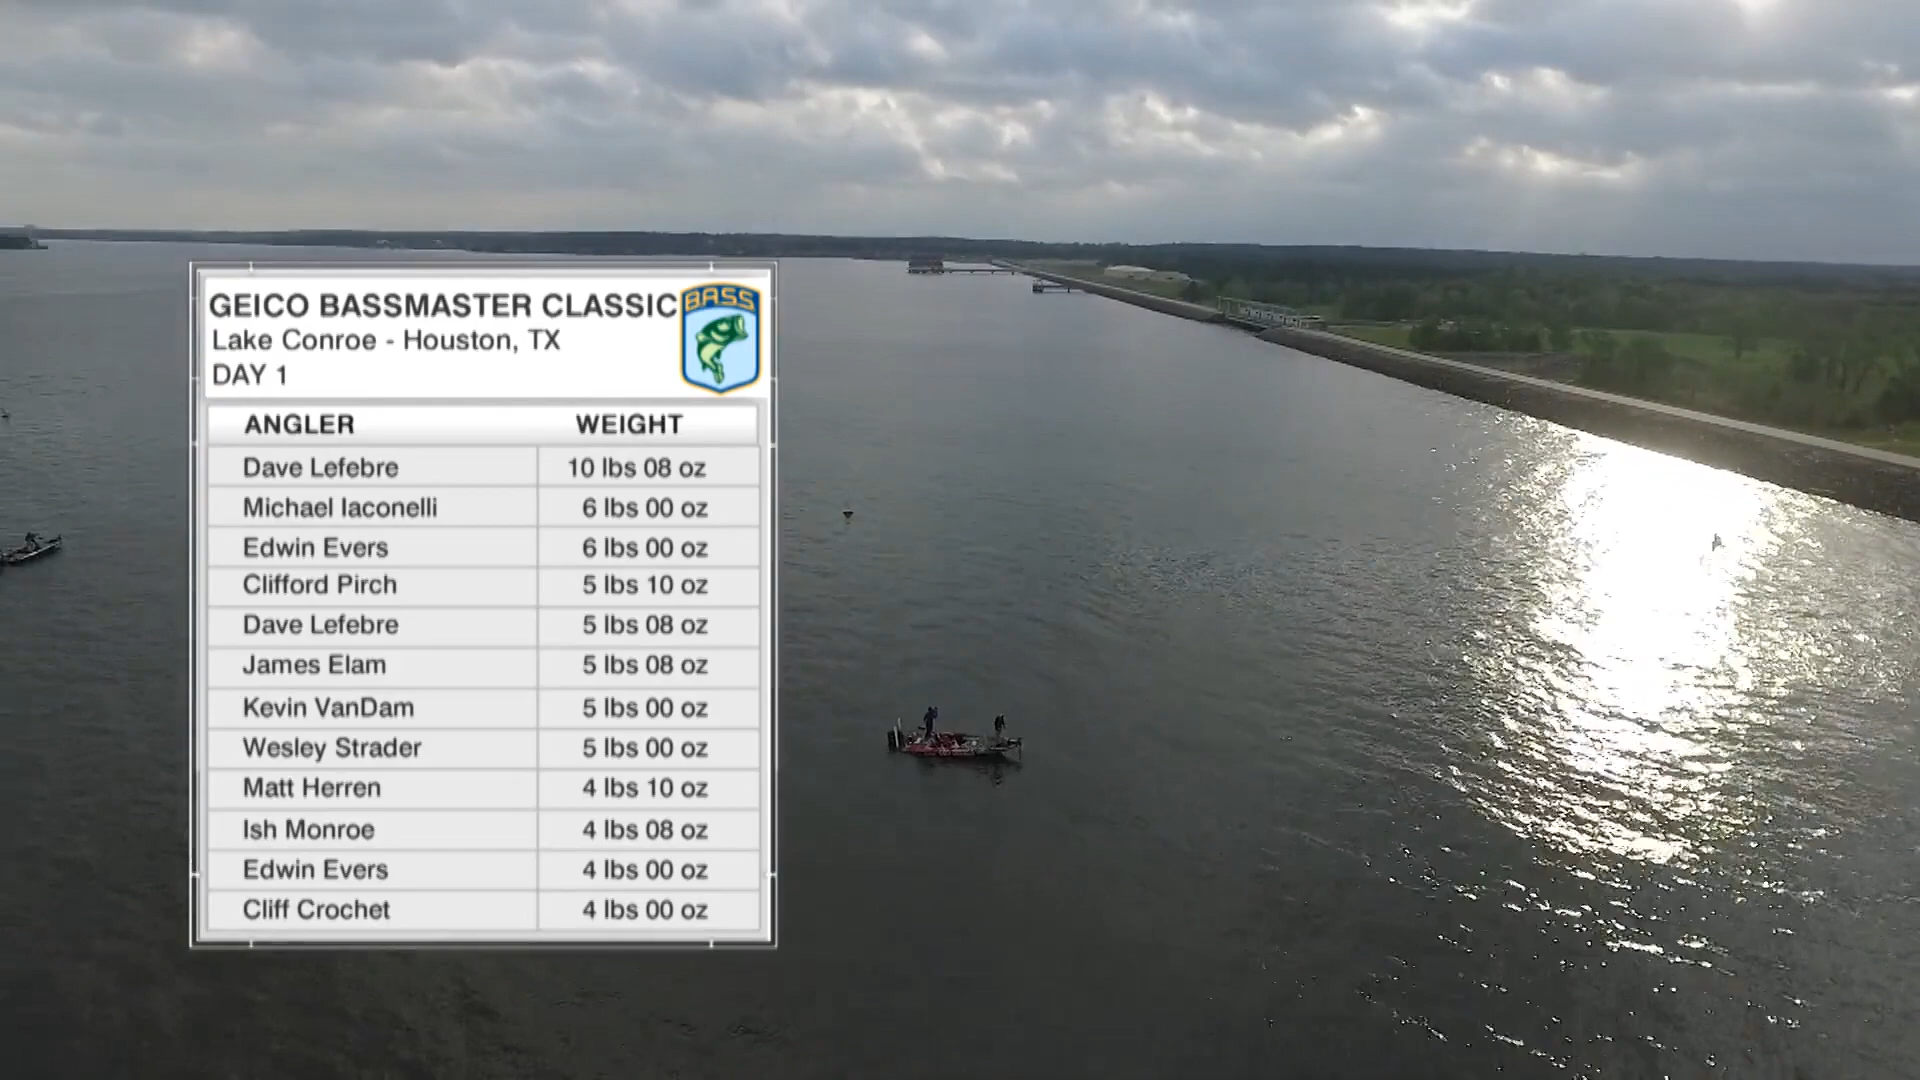 GEICO BASSMASTER CLASSIC
BASS
Lake Conroe - Houston, TX
DAY 1
ANGLER WEIGHT
Dave Lefebre 10 lbs 08 oz
Michael Iaconelli 6 lbs 00 oz
Edwin Evers 6 lbs 00 oz
Clifford Pirch 5 lbs 10 oz
Dave Lefebre 5 lbs 08 oz
James Elam 5 lbs 08 oz
Kevin VanDam 5 lbs 00 oz
Wesley Strader 5 lbs 00 oz
Matt Herren 4 lbs 10 oz
Ish Monroe 4 lbs 08 oz
Edwin Evers 4 lbs 00 oz
Cliff Crochet 4 lbs 00 oz